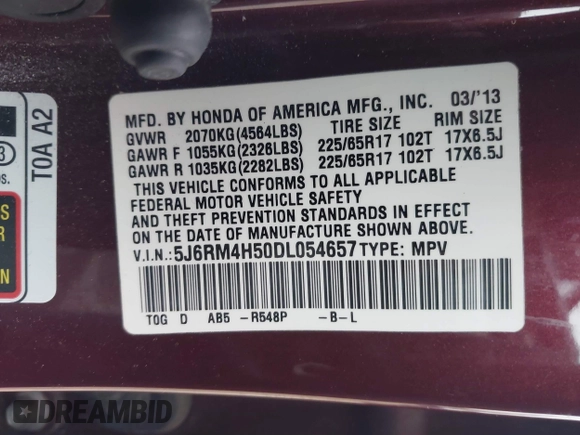 MFD. BY HONDA OF AMERICA MFG., INC. 03/'13
GVWR 2070KG(4564LBS) TIRE SIZE RIM SIZE
GAWR F 1055KG(2326LBS) 225/65R17 102T 17X6.5J
GAWR R 1035KG(2282LBS) 225/65R17 102T 17X6.5J
THIS VEHICLE CONFORMS TO ALL APPLICABLE
FEDERAL MOTOR VEHICLE SAFETY
AND THEFT PREVENTION STANDARDS IN EFFECT
ON THE DATE OF MANUFACTURE SHOWN ABOVE.
V.I.N.: 5J6RM4H50DL054657 TYPE: MPV
TOG D AB5 -R548P -B-L
TOA A2
3
DREAMBID